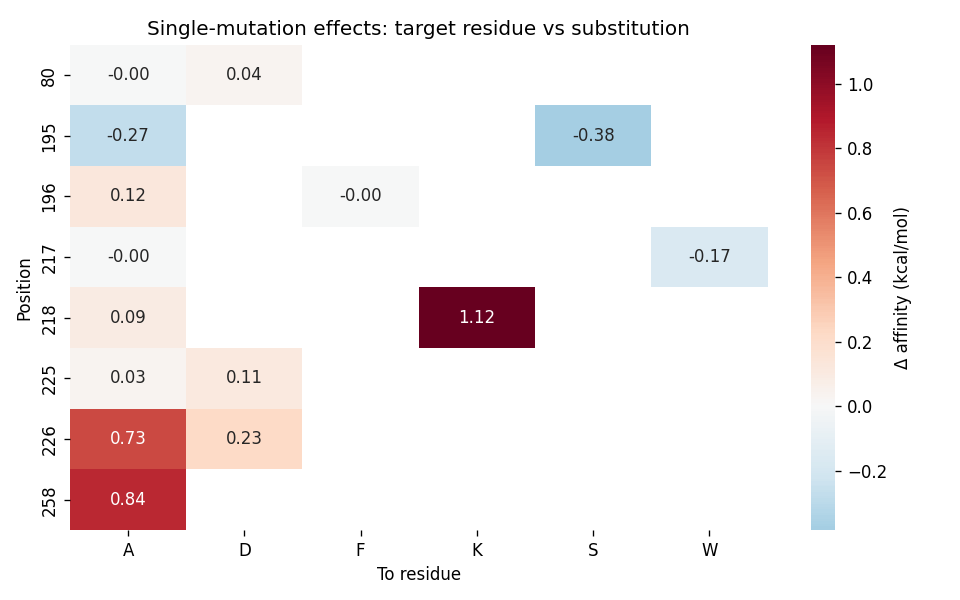 Single-mutation effects: target residue vs substitution
80 -0.00 0.04
195 -0.27 -0.38
196 0.12 -0.00
217 -0.00 -0.17
218 0.09 1.12
225 0.03 0.11
226 0.73 0.23
258 0.84
A D F K S W
To residue
Position
1.0
0.8
0.6
0.4
0.2
0.0
−0.2
Δ affinity (kcal/mol)